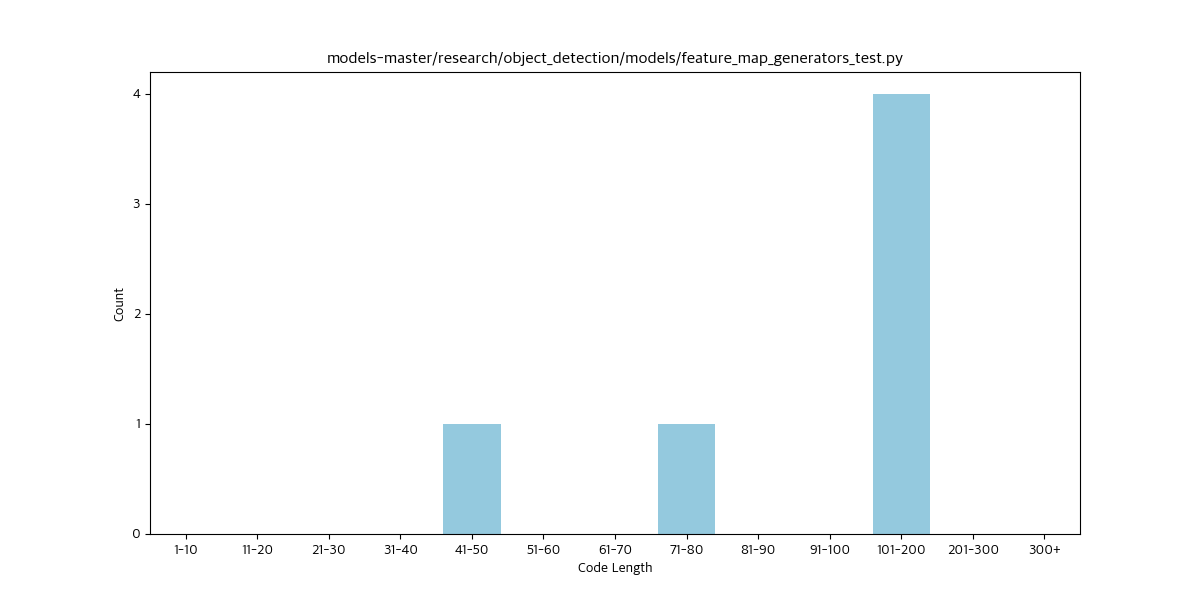 models-master/research/object_detection/models/feature_map_generators_test.py
4
3
2
1
0
Count
1-10 11-20 21-30 31-40 41-50 51-60 61-70 71-80 81-90 91-100 101-200 201-300 300+
Code Length